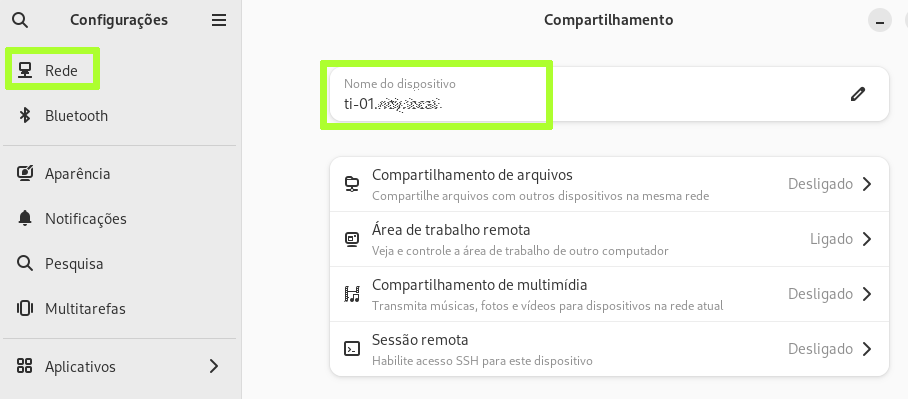 Configurações
Compartilhamento
Rede
Bluetooth
Aparência
Notificações
Pesquisa
Multitarefas
Aplicativos
Nome do dispositivo
ti-01.
Compartilhamento de arquivos
Compartilhe arquivos com outros dispositivos na mesma rede
Desligado
Área de trabalho remota
Veja e controle a área de trabalho de outro computador
Ligado
Compartilhamento de multimídia
Transmita músicas, fotos e vídeos para dispositivos na rede atual
Desligado
Sessão remota
Habilite acesso SSH para este dispositivo
Desligado